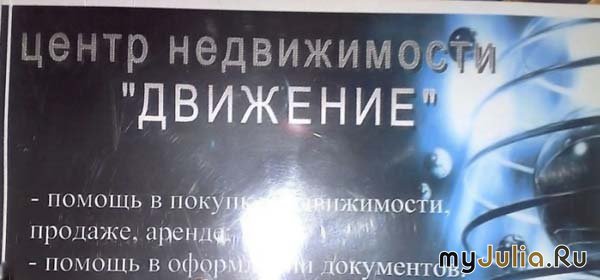 центр недвижимости
"ДВИЖЕНИЕ"
- помощь в покупке недвижимости,
продаже, аренде;
- помощь в оформлении документов.
myJulia.Ru